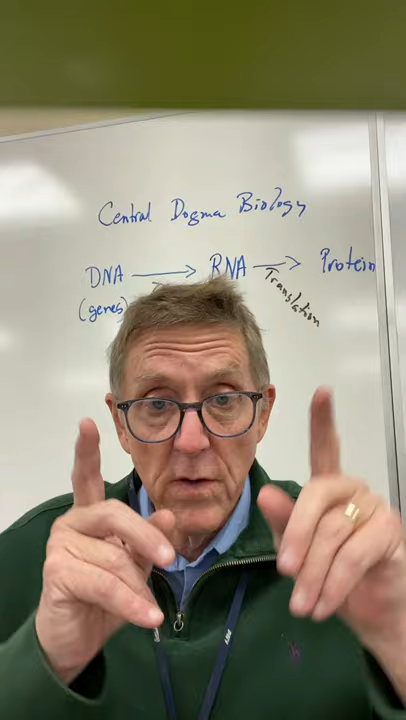 Central Dogma Biology
DNA → RNA → Protein
(genes) Translation